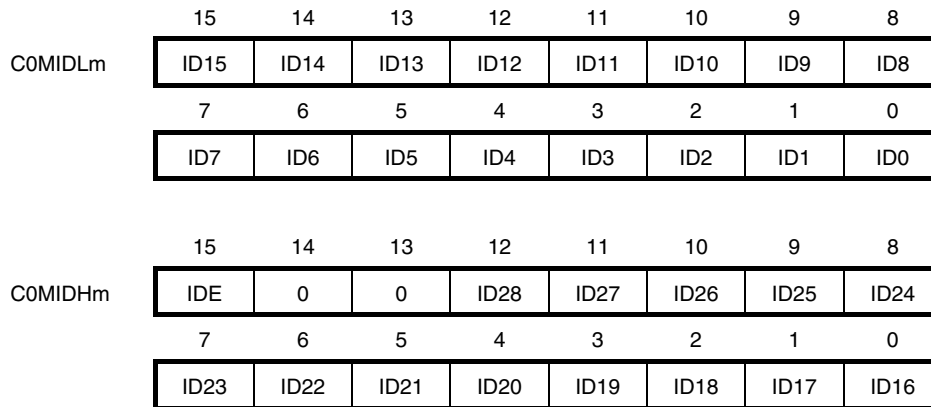 15 14 13 12 11 10 9 8
C0MIDLm ID15 ID14 ID13 ID12 ID11 ID10 ID9 ID8
7 6 5 4 3 2 1 0
ID7 ID6 ID5 ID4 ID3 ID2 ID1 ID0
15 14 13 12 11 10 9 8
C0MIDHm IDE 0 0 ID28 ID27 ID26 ID25 ID24
7 6 5 4 3 2 1 0
ID23 ID22 ID21 ID20 ID19 ID18 ID17 ID16